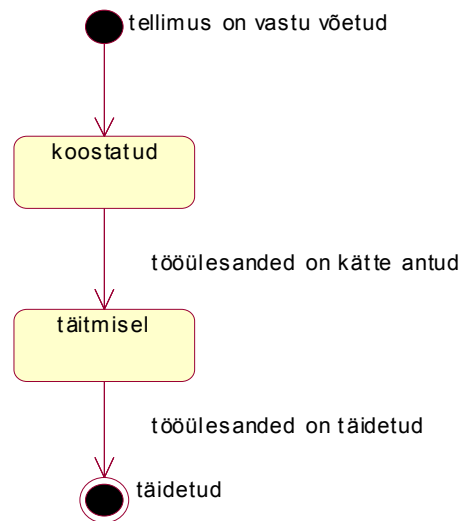 tellimus on vastu võetud
koostatud
tööülesanded on kätte antud
täitmisel
tööülesanded on täidetud
täidetud